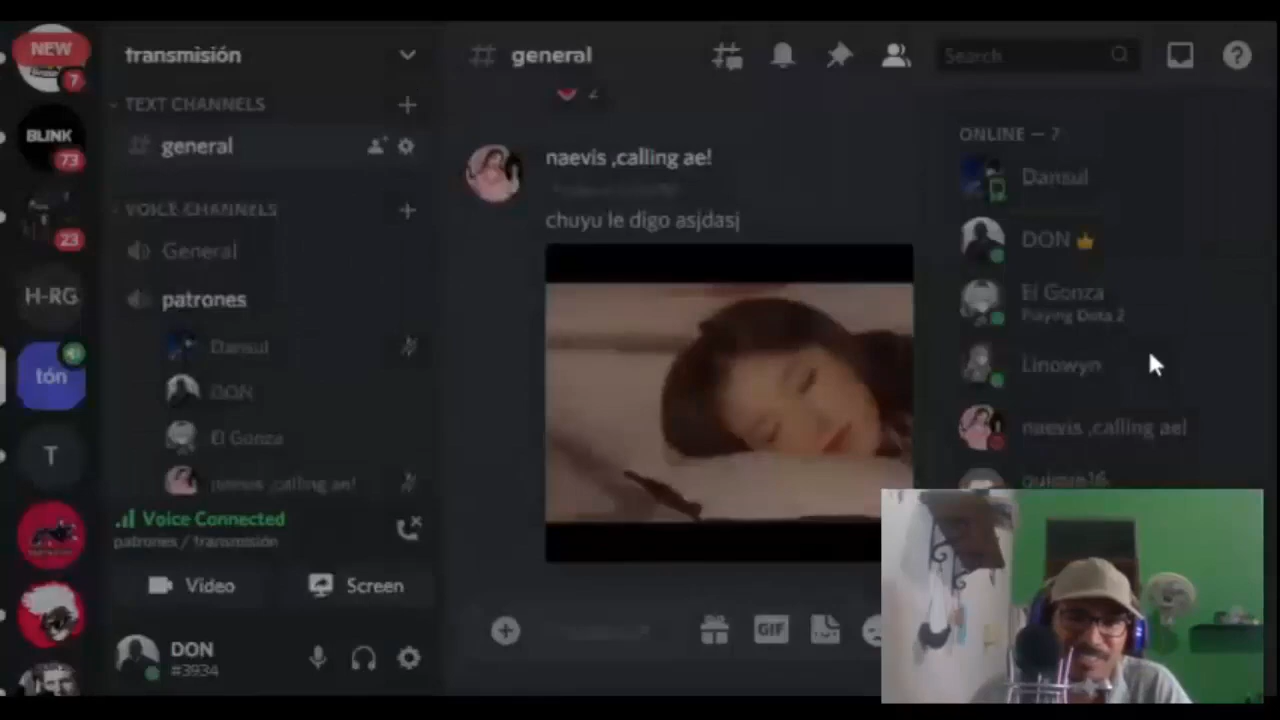 NEW
7
BLINK
73
23
H-RG
tón
T
transmisión
TEXT CHANNELS
general
VOICE CHANNELS
General
patrones
Dansul
DON
El Gonza
naevis ,calling ae!
Voice Connected
patrones / transmisión
Video
Screen
DON
#3934
general
Search
2
naevis ,calling ae!
chuyu le digo asjdasj
GIF
ONLINE — 7
Dansul
DON
El Gonza
Playing Dota 2
Linowyn
naevis ,calling ae!